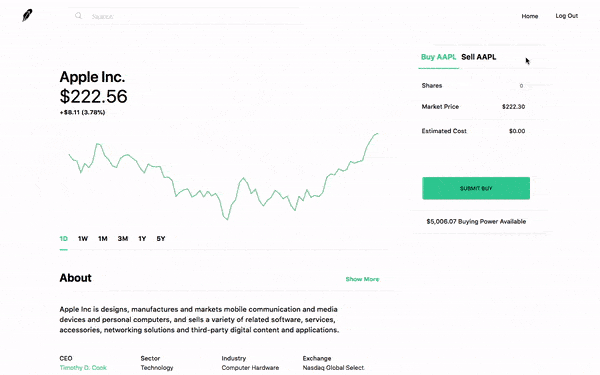 Home
Log Out
Apple Inc.
$222.56
+$8.11 (3.78%)
1D 1W 1M 3M 1Y 5Y
About
Show More
Apple Inc is designs, manufactures and markets mobile communication and media
devices and personal computers, and sells a variety of related software, services,
accessories, networking solutions and third-party digital content and applications.
CEO
Timothy D. Cook
Sector
Technology
Industry
Computer Hardware
Exchange
Nasdaq Global Select
Buy AAPL Sell AAPL
Shares 0
Market Price $222.30
Estimated Cost $0.00
SUBMIT BUY
$5,006.07 Buying Power Available